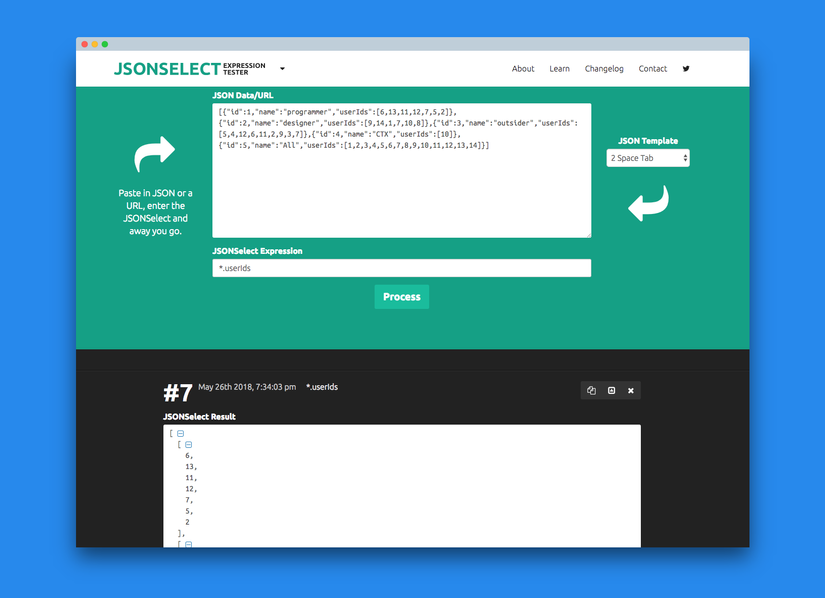 JSONSELECT EXPRESSION TESTER
About Learn Changelog Contact
JSON Data/URL
[{"id":1,"name":"programmer","userIds":[6,13,11,12,7,5,2]},
{"id":2,"name":"designer","userIds":[9,14,1,7,10,8]},{"id":3,"name":"outsider","userIds":
[5,4,12,6,11,2,9,3,7]},{"id":4,"name":"CTX","userIds":[10]},
{"id":5,"name":"All","userIds":[1,2,3,4,5,6,7,8,9,10,11,12,13,14]}]
Paste in JSON or a
URL, enter the
JSONSelect and
away you go.
JSON Template
2 Space Tab
JSONSelect Expression
*.userIds
Process
#7 May 26th 2018, 7:34:03 pm *.userIds
JSONSelect Result
[
[
6,
13,
11,
12,
7,
5,
2
],
[